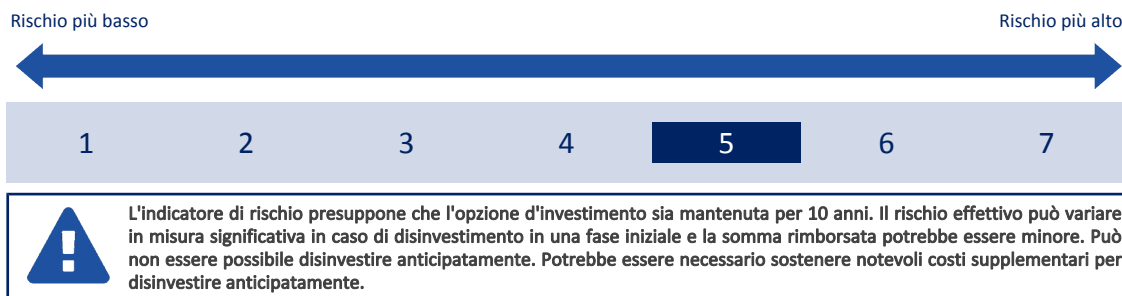 Rischio più basso Rischio più alto
1 2 3 4 5 6 7
L'indicatore di rischio presuppone che l'opzione d'investimento sia mantenuta per 10 anni. Il rischio effettivo può variare
in misura significativa in caso di disinvestimento in una fase iniziale e la somma rimborsata potrebbe essere minore. Può
non essere possibile disinvestire anticipatamente. Potrebbe essere necessario sostenere notevoli costi supplementari per
disinvestire anticipatamente.